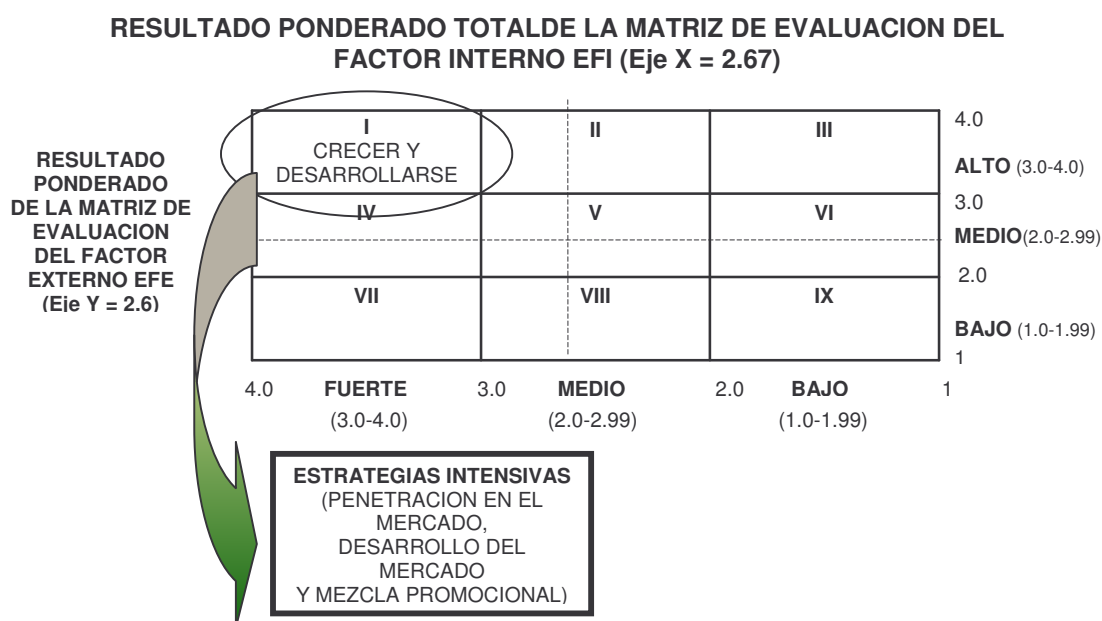 RESULTADO PONDERADO TOTALDE LA MATRIZ DE EVALUACION DEL
FACTOR INTERNO EFI (Eje X = 2.67)
RESULTADO
PONDERADO
DE LA MATRIZ DE
EVALUACION
DEL FACTOR
EXTERNO EFE
(Eje Y = 2.6)
I
CRECER Y
DESARROLLARSE
II
III
4.0
ALTO (3.0-4.0)
3.0
IV
V
VI
MEDIO(2.0-2.99)
2.0
VII
VIII
IX
BAJO (1.0-1.99)
1
4.0 FUERTE 3.0 MEDIO 2.0 BAJO 1
(3.0-4.0) (2.0-2.99) (1.0-1.99)
ESTRATEGIAS INTENSIVAS
(PENETRACION EN EL
MERCADO,
DESARROLLO DEL
MERCADO
Y MEZCLA PROMOCIONAL)